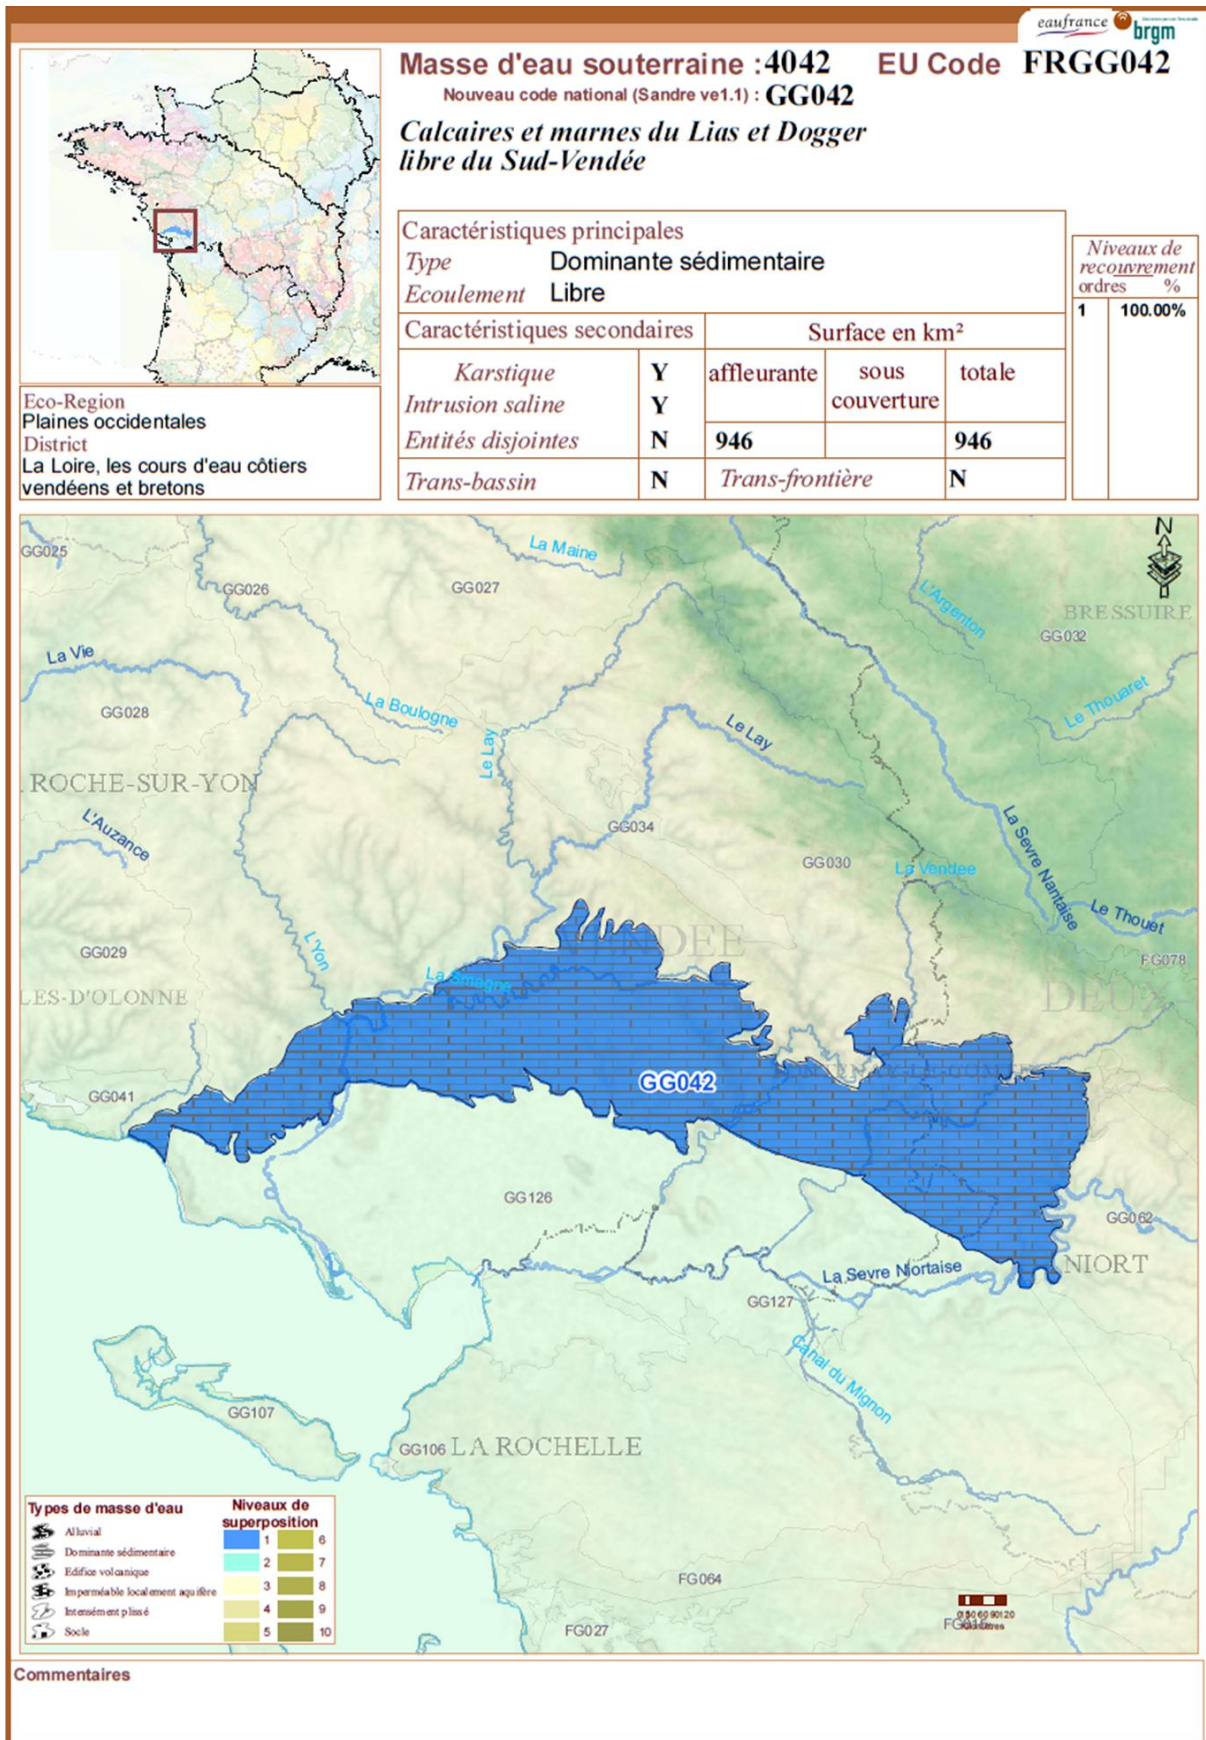 eaufrance
brgm
Masse d'eau souterraine :4042 EU Code FRGG042
Nouveau code national (Sandre ve1.1) : GG042
Calcaires et marnes du Lias et Dogger
libre du Sud-Vendée
Caractéristiques principales
Type Dominante sédimentaire
Ecoulement Libre
Caractéristiques secondaires
Surface en km²
Karstique Y
Intrusion saline Y
Entités disjointes N
Trans-bassin N
affleurante
sous
couverture
totale
946
946
Trans-frontière N
Niveaux de
recouvrement
ordres %
1 100.00%
Eco-Region
Plaines occidentales
District
La Loire, les cours d'eau côtiers
vendéens et bretons
GG025
GG026
La Maine
GG027
L'Argenton
N
BRESSUIRE
GG032
La Vie
GG028
La Boulogne
Le Lay
Le Lay
Le Thouaret
ROCHE-SUR-YON
L'Auzance
GG034
GG030
La Vendee
La Sevre Nantaise
Le Thouet
GG029
L'Yon
VENDEE
FG078
LES-D'OLONNE
La Smagne
DEUX
GG041
GG042
GG126
GG062
NIORT
La Sevre Niortaise
GG127
Canal du Mignon
GG107
GG106
LA ROCHELLE
FG064
FG027
Types de masse d'eau
Alluvial
Dominante sédimentaire
Edifice volcanique
Imperméable localement aquifère
Intensément plissé
Socle
Niveaux de
superposition
1 6
2 7
3 8
4 9
5 10
Commentaires